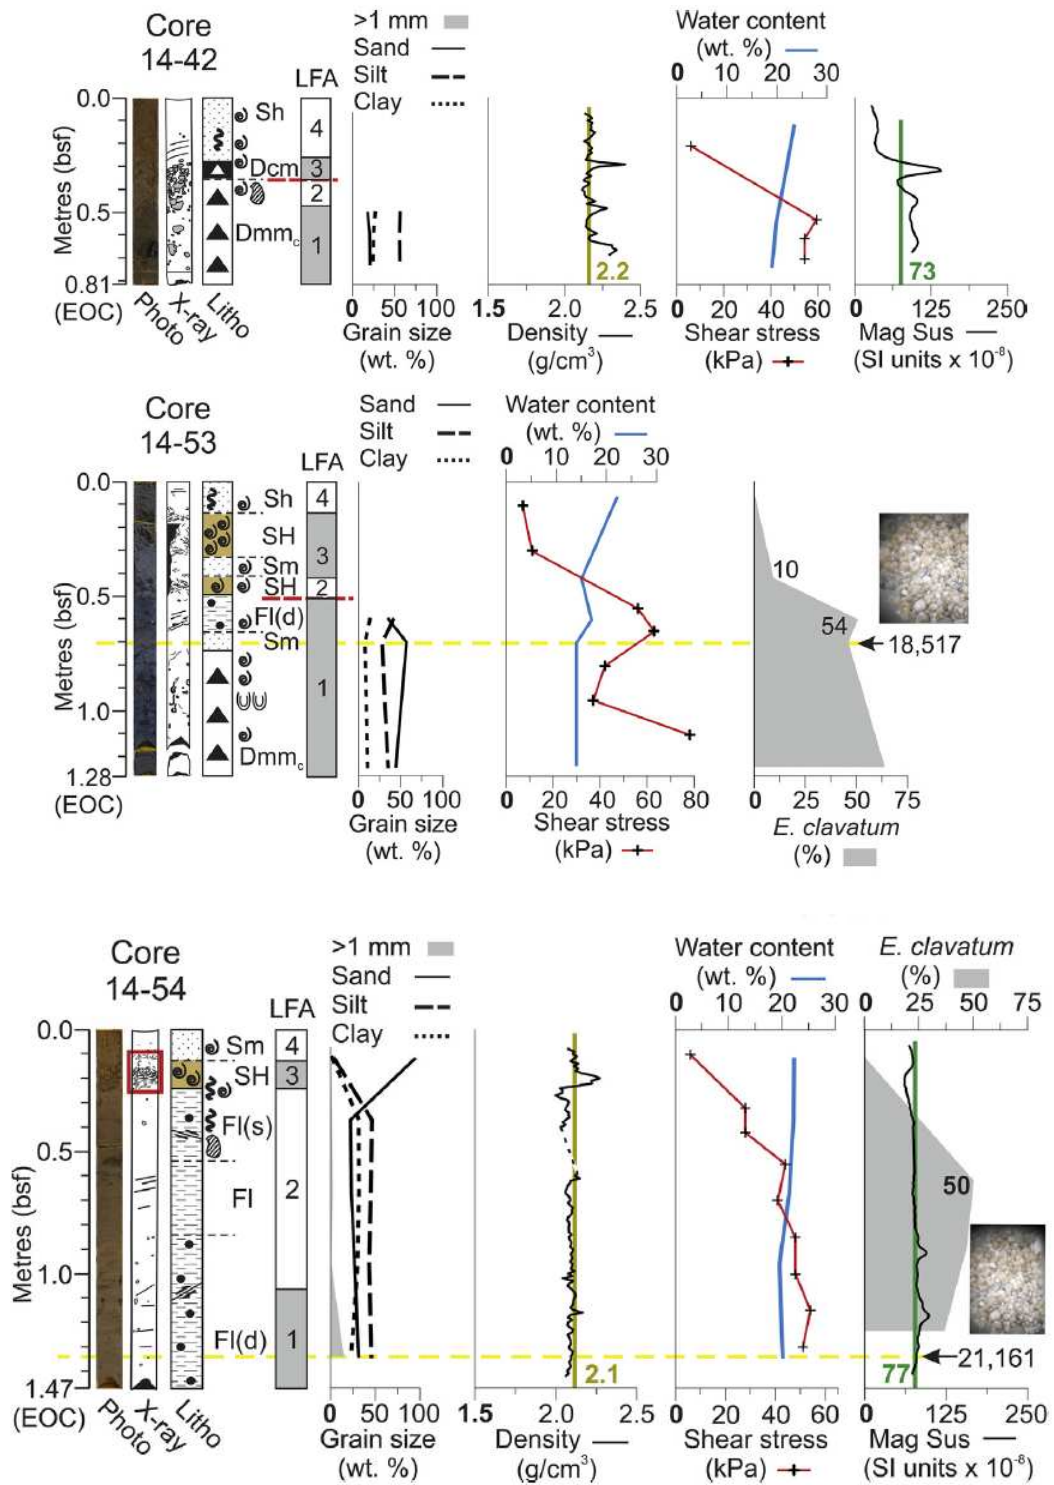 Core
14-42
LFA
>1 mm
Sand
Silt
Clay
Water content
(wt. %)
0 10 20 28
0.0
0.5
0.81
(EOC)
Metres (bsf)
Sh
Dcm
Dmmc
4
3
2
1
Photo
X-ray
Litho
0 50 100
Grain size
(wt. %)
2.2
1.5 2.0 2.5
Density
(g/cm³)
0 20 40 60
Shear stress
(kPa)
73
0 125 250
Mag Sus
(SI units x 10⁻⁸)
Core
14-53
LFA
Sand
Silt
Clay
Water content
(wt. %)
0 10 20 30
0.0
0.5
1.0
1.28
(EOC)
Metres (bsf)
Sh
SH
Sm
SH
Fl(d)
Sm
Dmmc
4
3
2
1
0 50 100
Grain size
(wt. %)
0 20 40 60 80
Shear stress
(kPa)
10
54
18,517
0 25 50 75
E. clavatum
(%)
Core
14-54
LFA
>1 mm
Sand
Silt
Clay
Water content
(wt. %)
0 10 20 30
E. clavatum
(%)
0 25 50 75
0.0
0.5
1.0
1.47
(EOC)
Metres (bsf)
Sm
SH
Fl(s)
Fl
Fl(d)
4
3
2
1
Photo
X-ray
Litho
0 50 100
Grain size
(wt. %)
2.1
1.5 2.0 2.5
Density
(g/cm³)
0 20 40 60
Shear stress
(kPa)
50
21,161
77
0 125 250
Mag Sus
(SI units x 10⁻⁸)